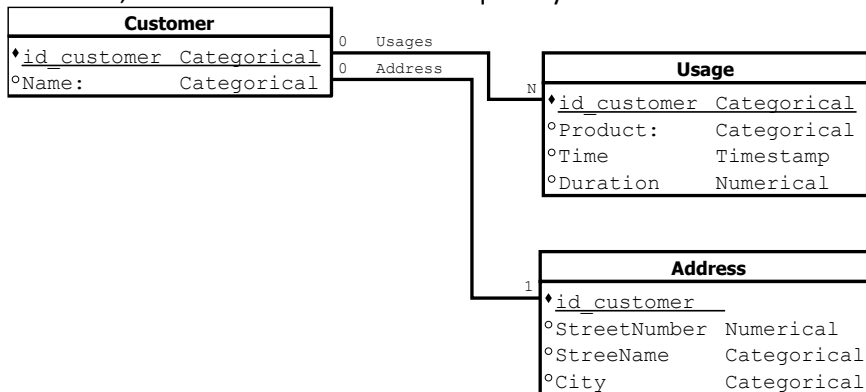 Customer
id_customer Categorical
Name: Categorical
0 Usages
0 Address
N
Usage
id_customer Categorical
Product: Categorical
Time Timestamp
Duration Numerical
1
Address
id_customer
StreetNumber Numerical
StreeName Categorical
City Categorical